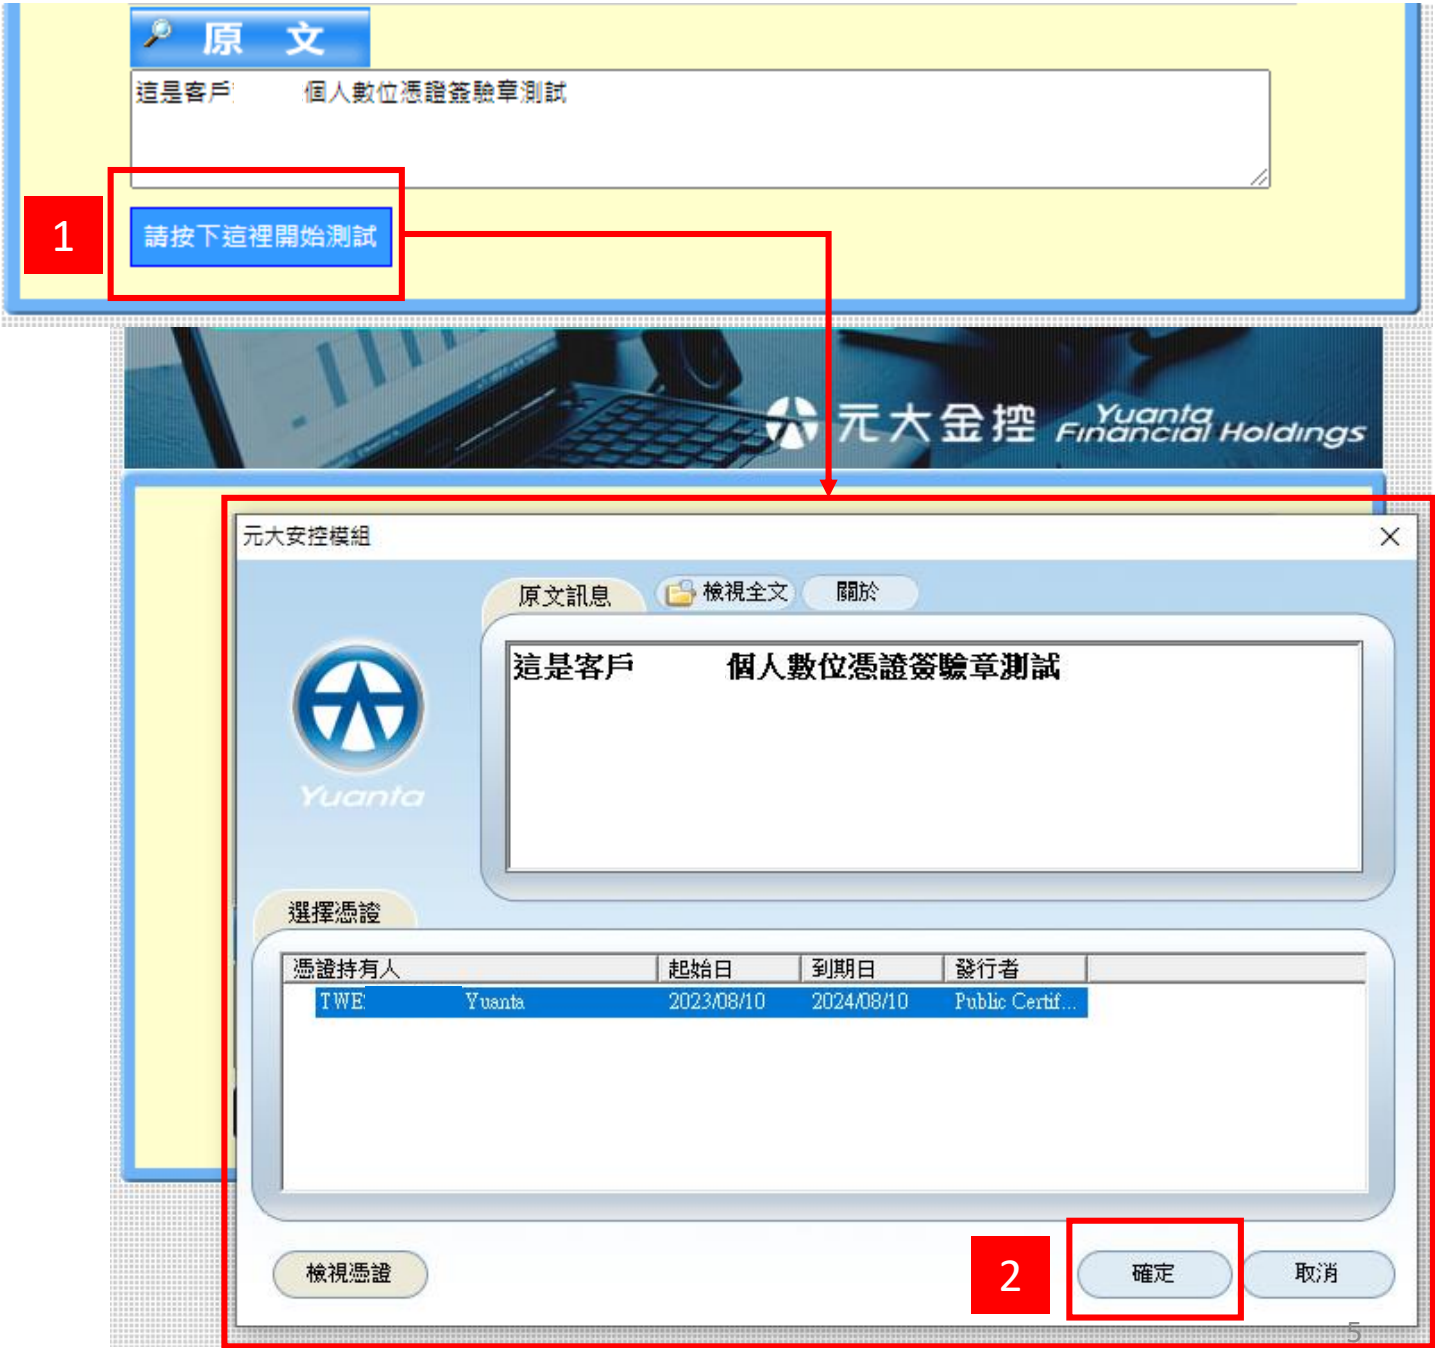 原 文
這是客戶 個人數位憑證簽驗章測試
1
請按下這裡開始測試
元大金控 Yuanta Financial Holdings
元大安控模組
原文訊息 檢視全文 關於
這是客戶 個人數位憑證簽驗章測試
Yuanta
選擇憑證
憑證持有人 起始日 到期日 發行者
TWE Yuanta 2023/08/10 2024/08/10 Public Certif...
檢視憑證 2 確定 取消
5